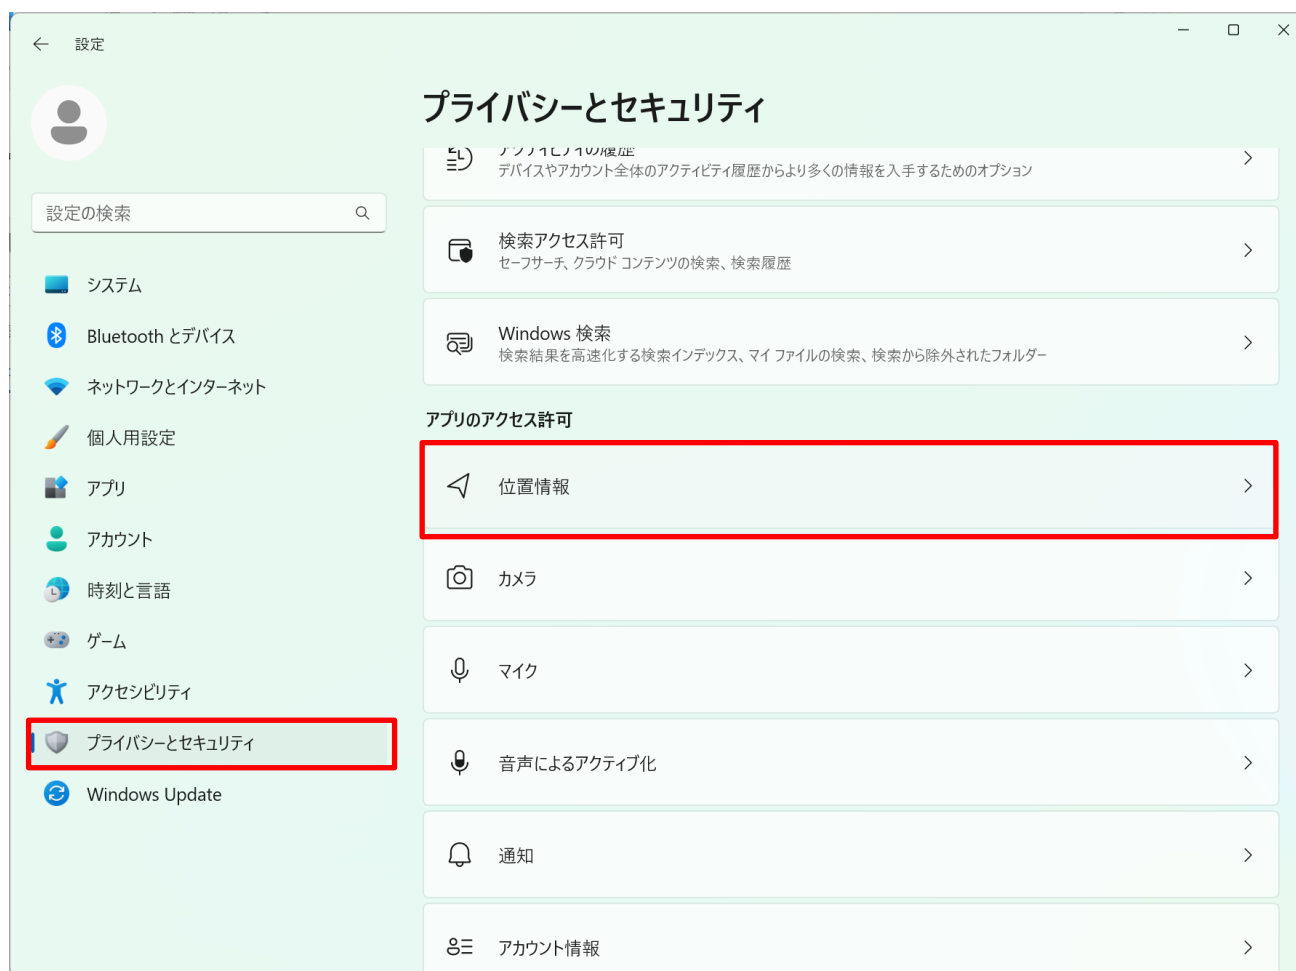 設定
プライバシーとセキュリティ
アクティビティの履歴
デバイスやアカウント全体のアクティビティ履歴からより多くの情報を入手するためのオプション
設定の検索
検索アクセス許可
セーフサーチ、クラウド コンテンツの検索、検索履歴
システム
Bluetooth とデバイス
ネットワークとインターネット
個人用設定
アプリ
アカウント
時刻と言語
ゲーム
アクセシビリティ
プライバシーとセキュリティ
Windows Update
Windows 検索
検索結果を高速化する検索インデックス、マイ ファイルの検索、検索から除外されたフォルダー
アプリのアクセス許可
位置情報
カメラ
マイク
音声によるアクティブ化
通知
アカウント情報